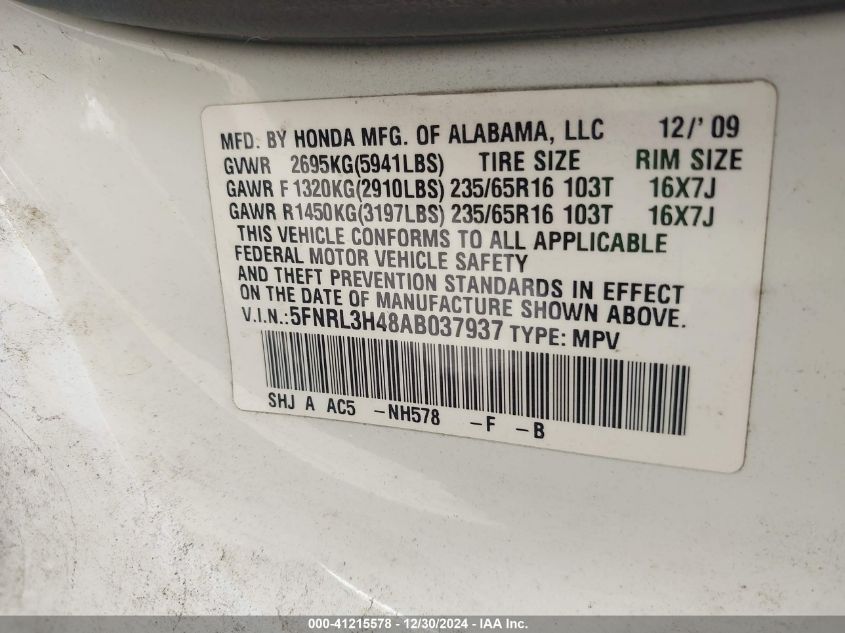 MFD. BY HONDA MFG. OF ALABAMA, LLC 12/'09
GVWR 2695KG(5941LBS) TIRE SIZE RIM SIZE
GAWR F 1320KG(2910LBS) 235/65R16 103T 16X7J
GAWR R1450KG(3197LBS) 235/65R16 103T 16X7J
THIS VEHICLE CONFORMS TO ALL APPLICABLE
FEDERAL MOTOR VEHICLE SAFETY
AND THEFT PREVENTION STANDARDS IN EFFECT
ON THE DATE OF MANUFACTURE SHOWN ABOVE.
V.I.N.:5FNRL3H48AB037937 TYPE: MPV
SHJ A AC5 -NH578 -F -B
000-41215578 - 12/30/2024 - IAA Inc.